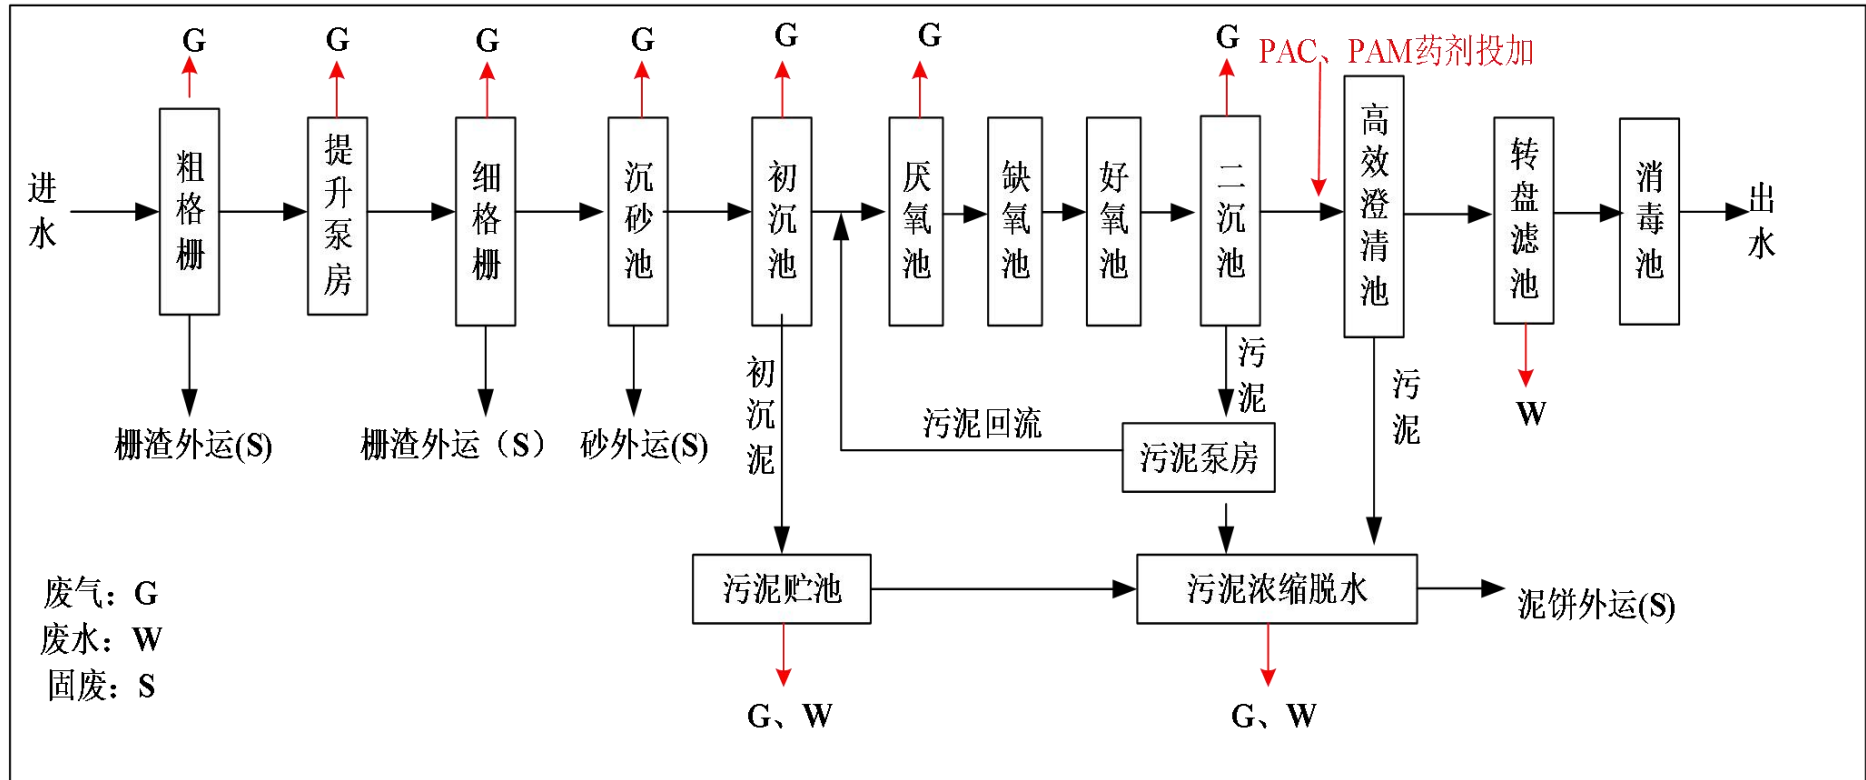 G
G
G
G
G
G
G
PAC、PAM药剂投加
进水
粗格栅
提升泵房
细格栅
沉砂池
初沉池
厌氧池
缺氧池
好氧池
二沉池
高效澄清池
转盘滤池
消毒池
出水
栅渣外运(S)
栅渣外运（S）
砂外运(S)
初沉泥
污泥回流
污泥
污泥泵房
污泥
W
污泥贮池
污泥浓缩脱水
泥饼外运(S)
废气：G
废水：W
固废：S
G、W
G、W